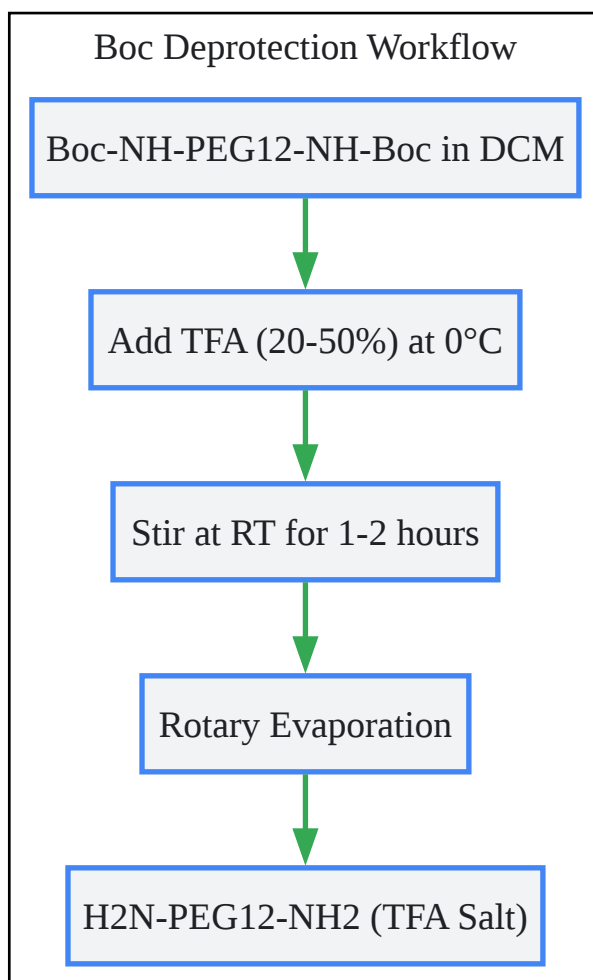 Boc Deprotection Workflow
Boc-NH-PEG12-NH-Boc in DCM
Add TFA (20-50%) at 0°C
Stir at RT for 1-2 hours
Rotary Evaporation
H2N-PEG12-NH2 (TFA Salt)